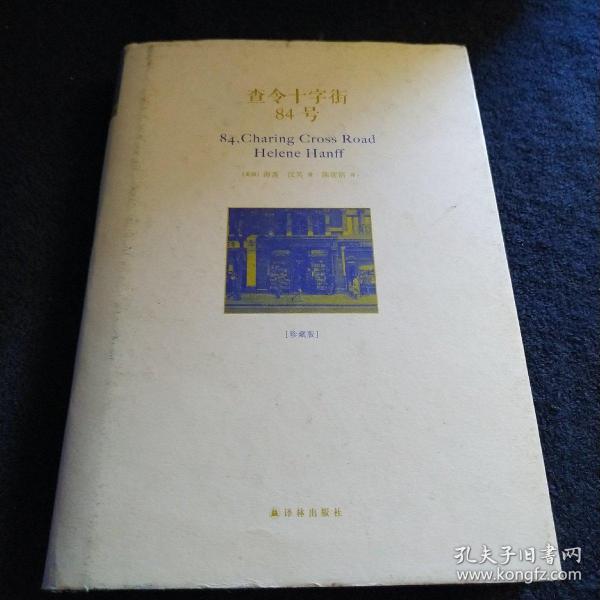 查令十字街
84号
84, Charing Cross Road
Helene Hanff
[美国] 海莲·汉芙 著 陈建铭 译
[珍藏版]
译林出版社
孔夫子旧书网
www.kongfz.com